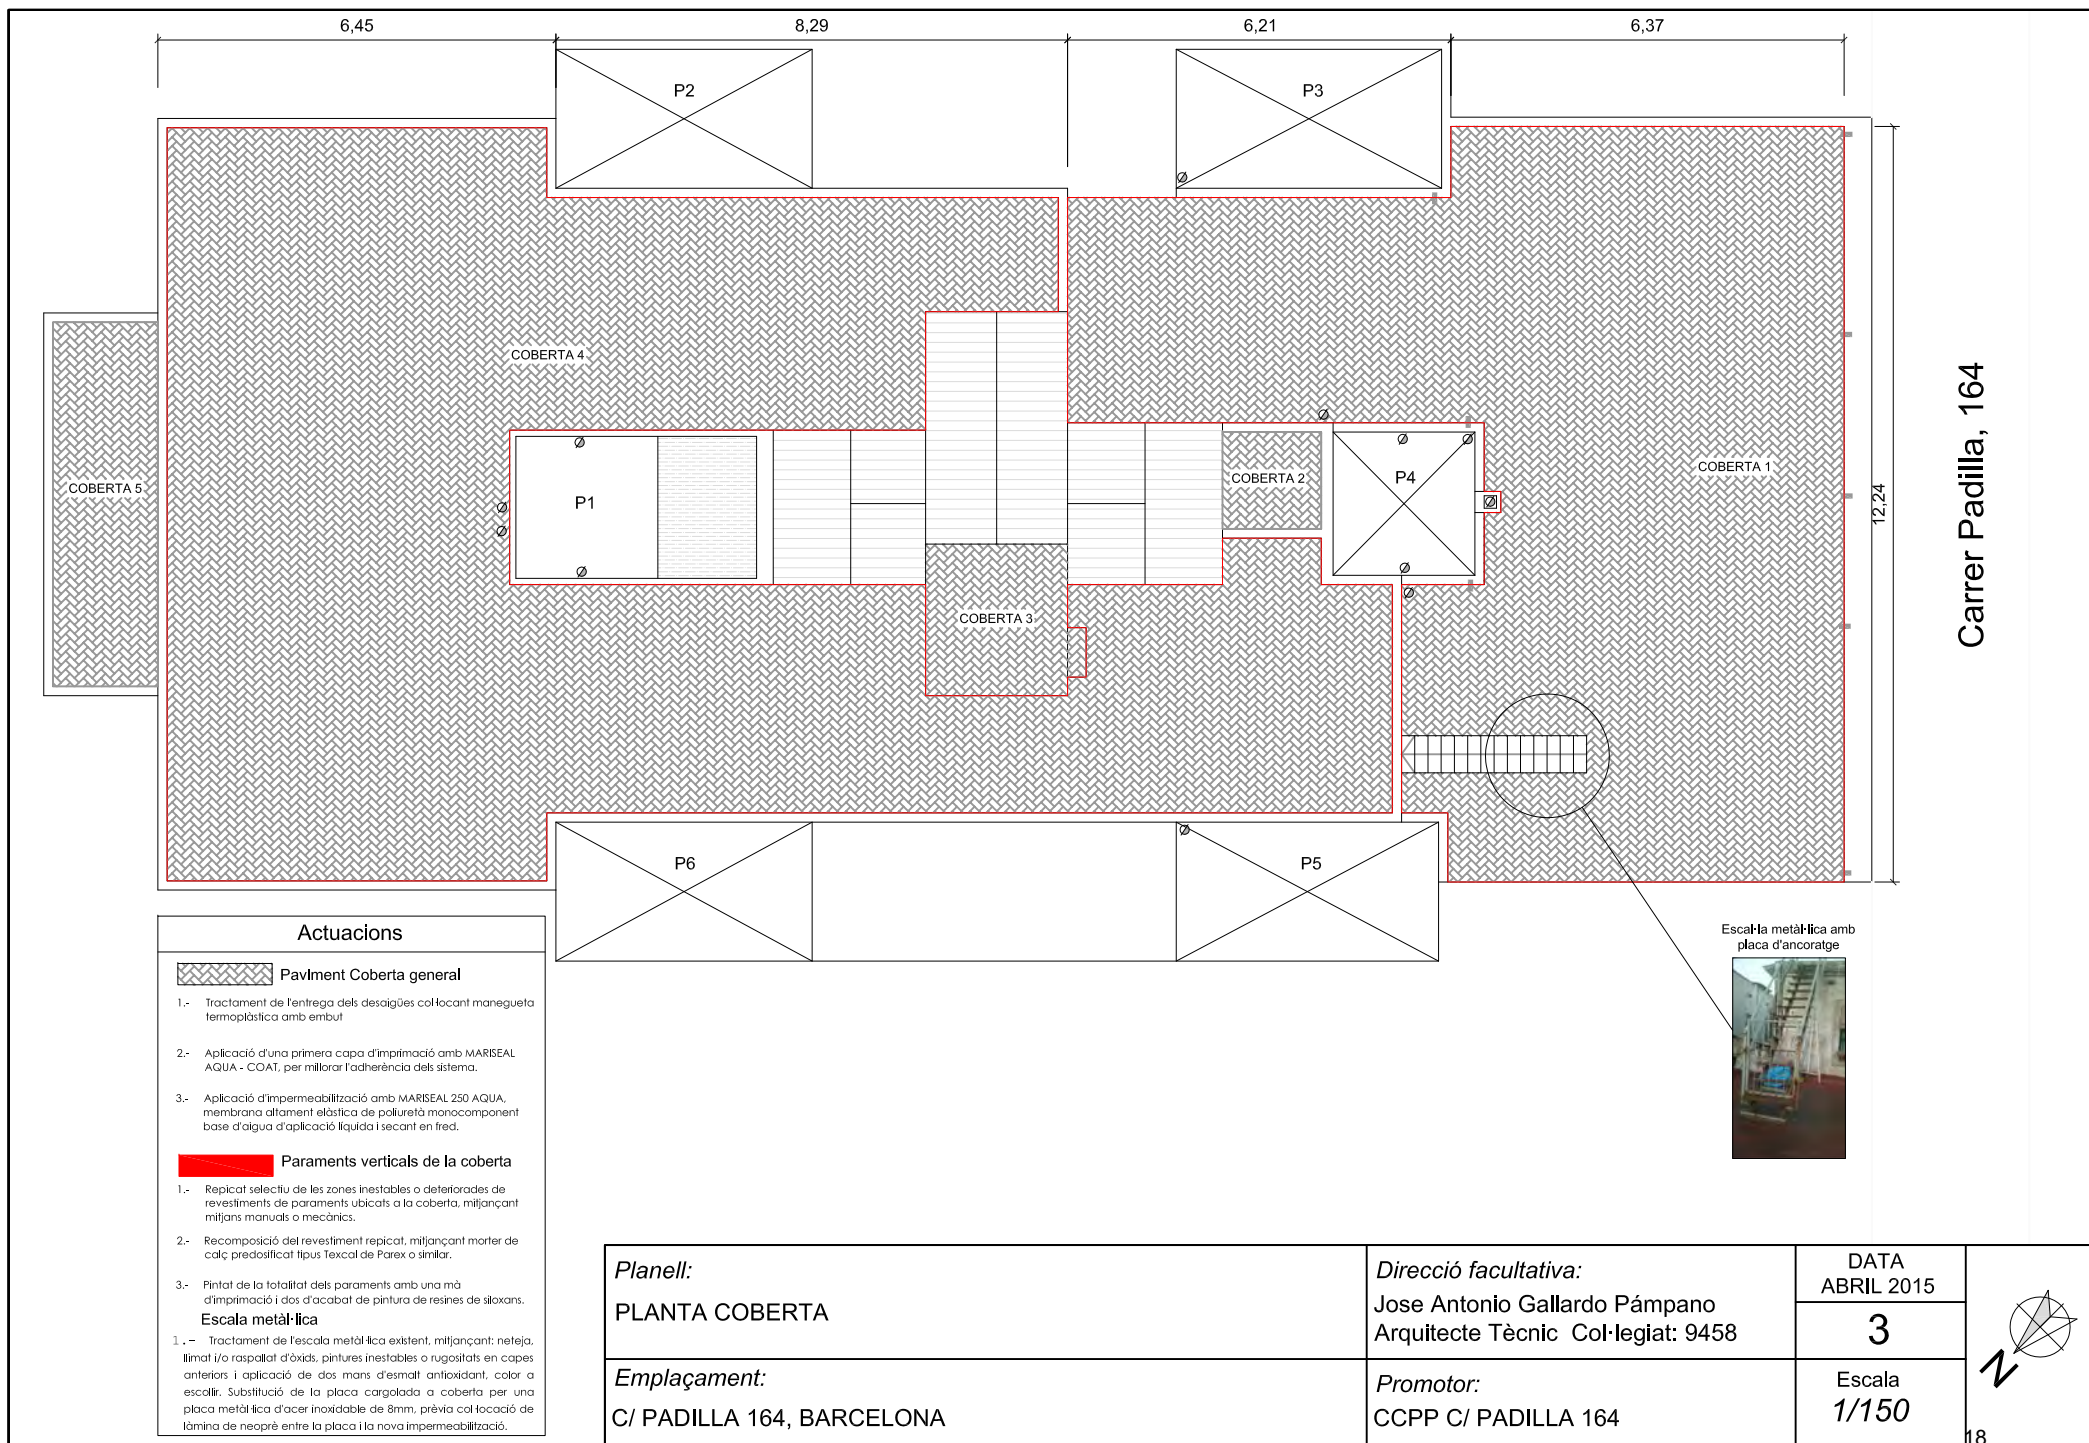 6,45
8,29
6,21
6,37
P2
P3
COBERTA 4
COBERTA 5
P1
COBERTA 2
P4
COBERTA 1
COBERTA 3
12,24
Carrer Padilla, 164
P6
P5
Escal·la metàl·lica amb
placa d'ancoratge
Actuacions
Paviment Coberta general
1.- Tractament de l'entrega dels desaigües col·locant manegueta
termoplàstica amb embut
2.- Aplicació d'una primera capa d'imprimació amb MARISEAL
AQUA - COAT, per millorar l'adherència dels sistema.
3.- Aplicació d'impermeabilització amb MARISEAL 250 AQUA,
membrana altament elàstica de poliuretà monocomponent
base d'aigua d'aplicació líquida i secant en fred.
Paraments verticals de la coberta
1.- Repicat selectiu de les zones inestables o deteriorades de
revestiments de paraments ubicats a la coberta, mitjançant
mitjans manuals o mecànics.
2.- Recomposició del revestiment repicat, mitjançant morter de
calç predosificat tipus Texcal de Parex o similar.
3.- Pintat de la totalitat dels paraments amb una mà
d'imprimació i dos d'acabat de pintura de resines de siloxans.
Escala metàl·lica
1.- Tractament de l'escala metàl·lica existent, mitjançant: neteja,
llimat i/o raspallat d'òxids, pintures inestables o rugositats en capes
anteriors i aplicació de dos mans d'esmalt antioxidant, color a
escollir. Substitució de la placa cargolada a coberta per una
placa metàl·lica d'acer inoxidable de 8mm, prèvia col·locació de
làmina de neoprè entre la placa i la nova impermeabilització.
Planell:
PLANTA COBERTA
Direcció facultativa:
Jose Antonio Gallardo Pámpano
Arquitecte Tècnic Col·legiat: 9458
DATA
ABRIL 2015
3
Emplaçament:
C/ PADILLA 164, BARCELONA
Promotor:
CCPP C/ PADILLA 164
Escala
1/150
N
18